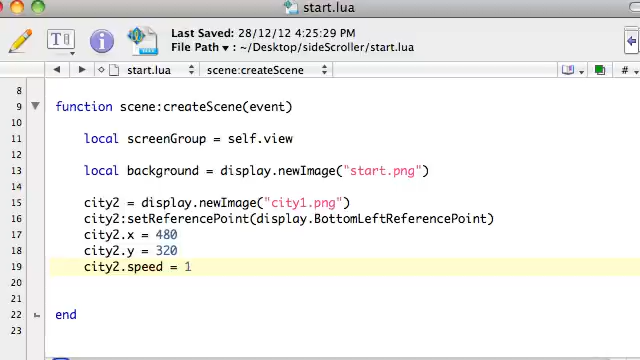 start.lua
Last Saved: 28/12/12 4:25:29 PM
File Path ▾ : ~/Desktop/sideScroller/start.lua
T
i
start.lua
scene:createScene
#
8
9 function scene:createScene(event)
10
11 local screenGroup = self.view
12
13 local background = display.newImage("start.png")
14
15 city2 = display.newImage("city1.png")
16 city2:setReferencePoint(display.BottomLeftReferencePoint)
17 city2.x = 480
18 city2.y = 320
19 city2.speed = 1
20
21
22 end
23